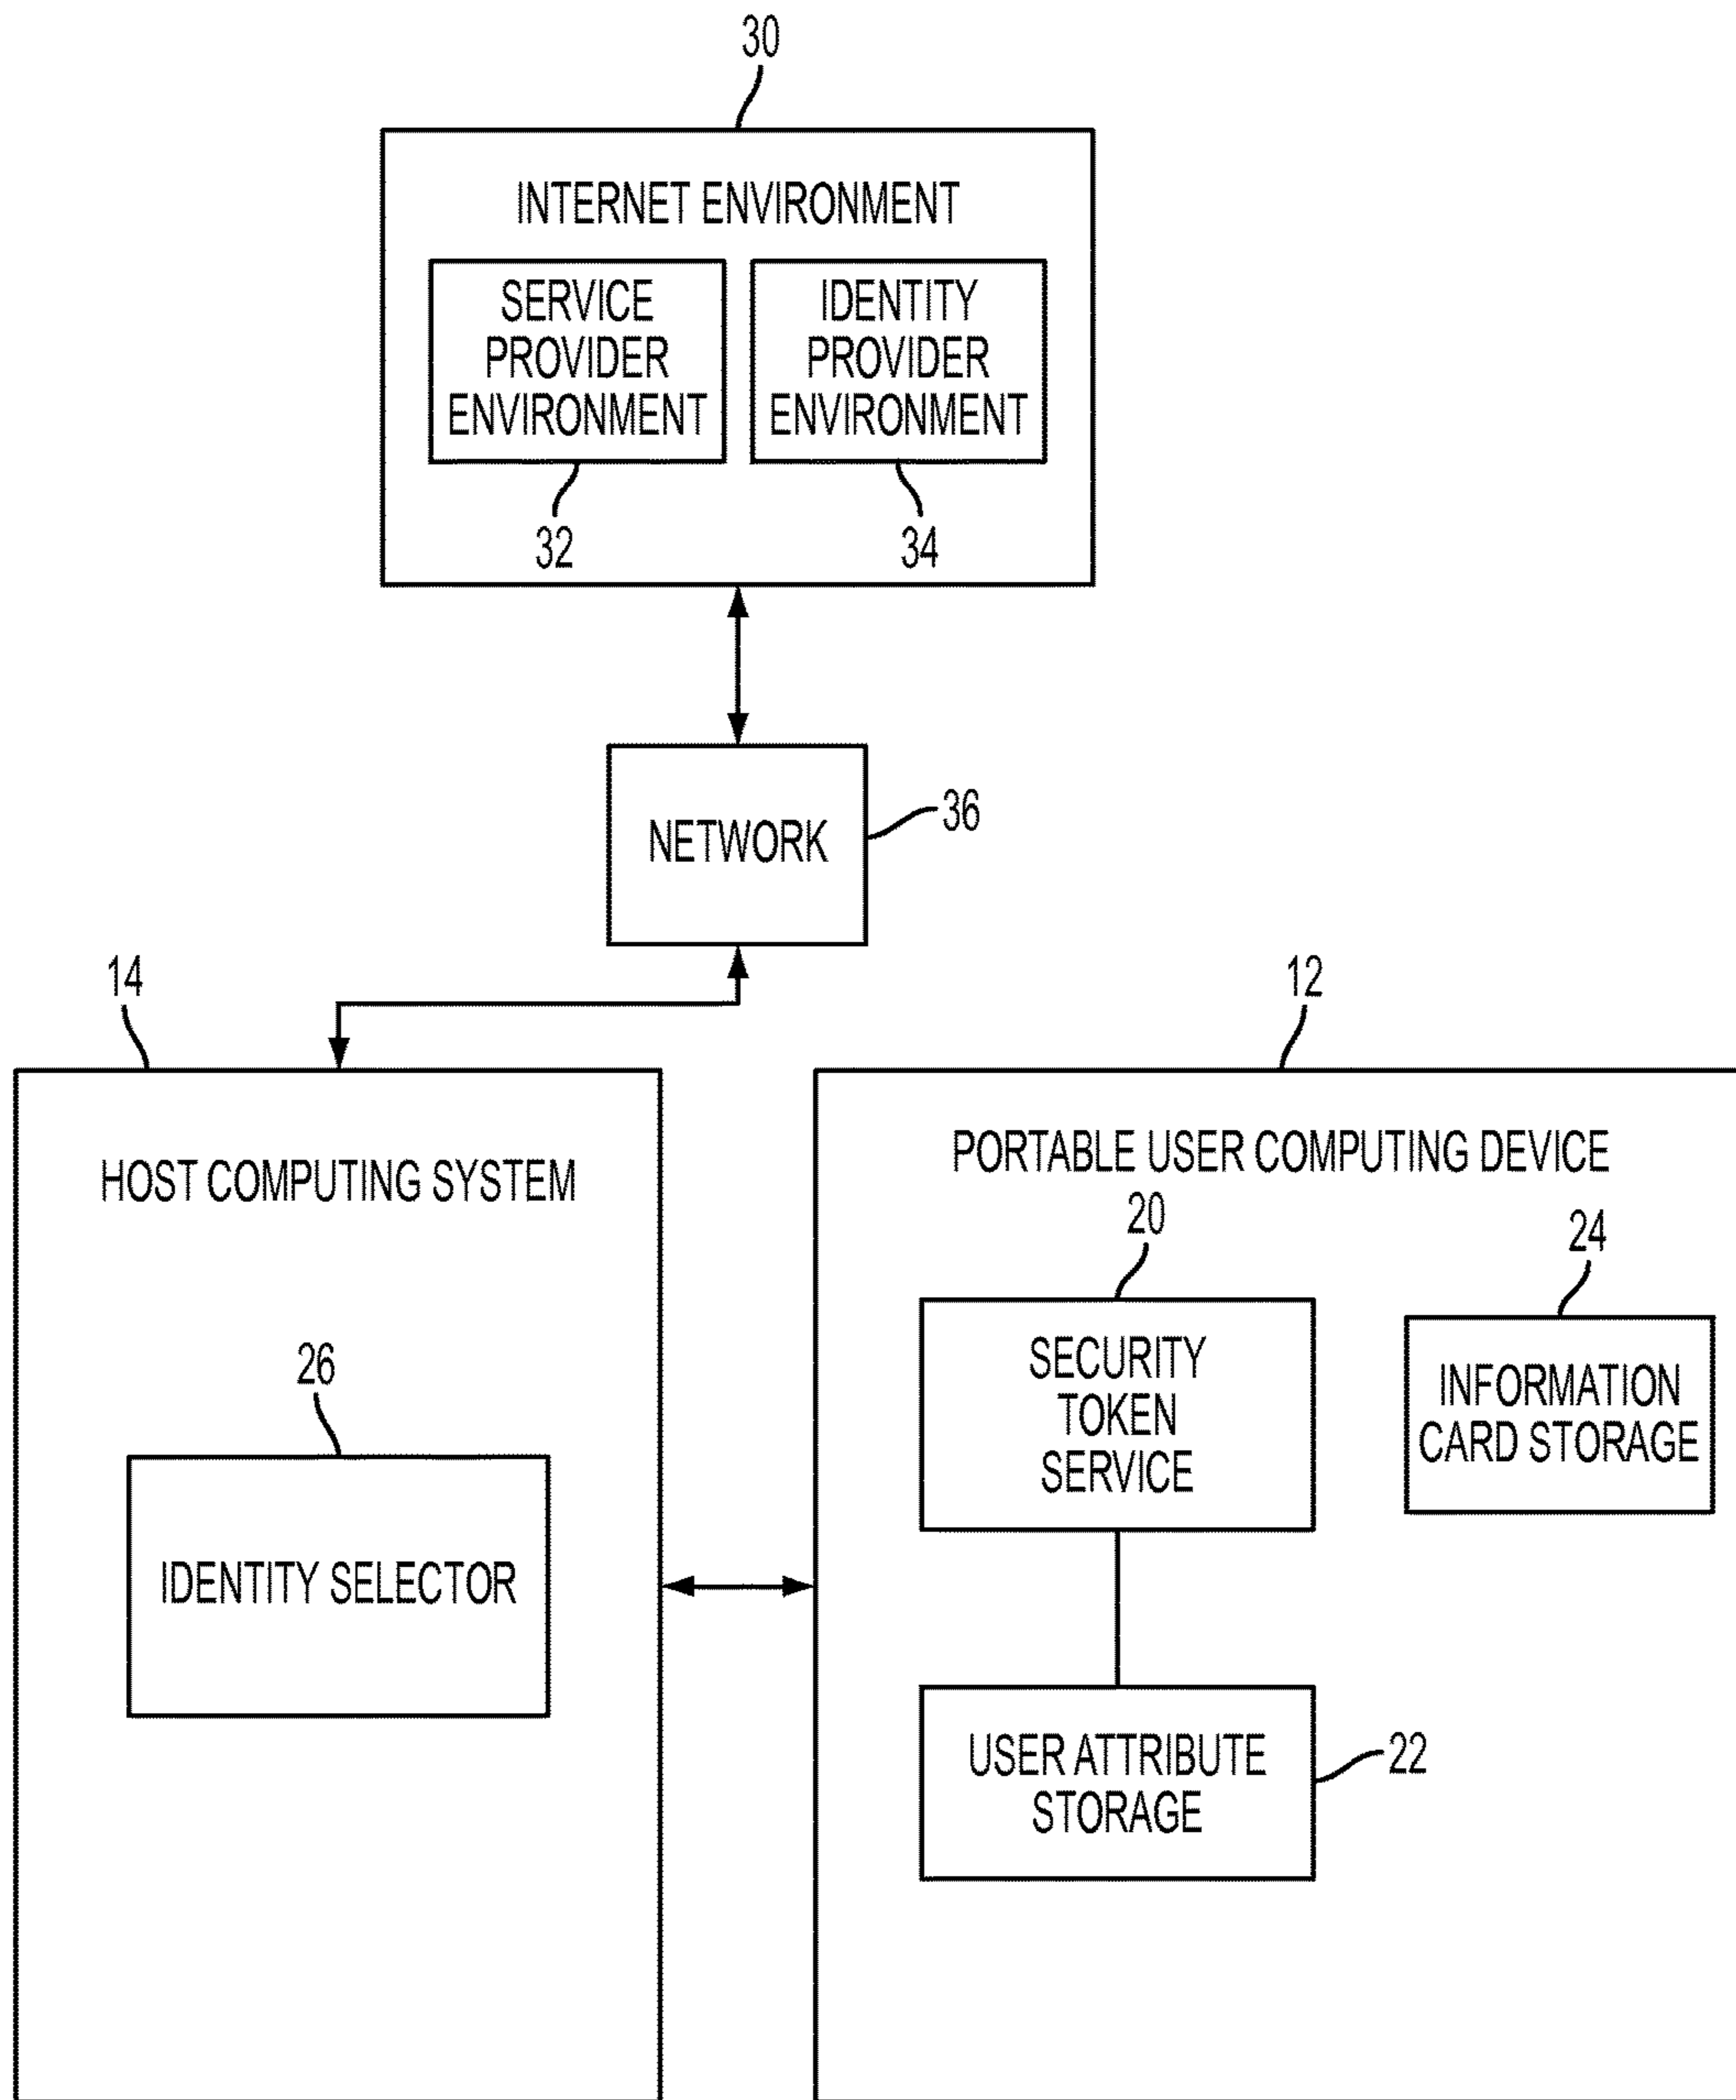 30
INTERNET ENVIRONMENT
SERVICE
PROVIDER
ENVIRONMENT
32
IDENTITY
PROVIDER
ENVIRONMENT
34
NETWORK
36
14
HOST COMPUTING SYSTEM
26
IDENTITY SELECTOR
12
PORTABLE USER COMPUTING DEVICE
20
SECURITY
TOKEN
SERVICE
24
INFORMATION
CARD STORAGE
USER ATTRIBUTE
STORAGE
22